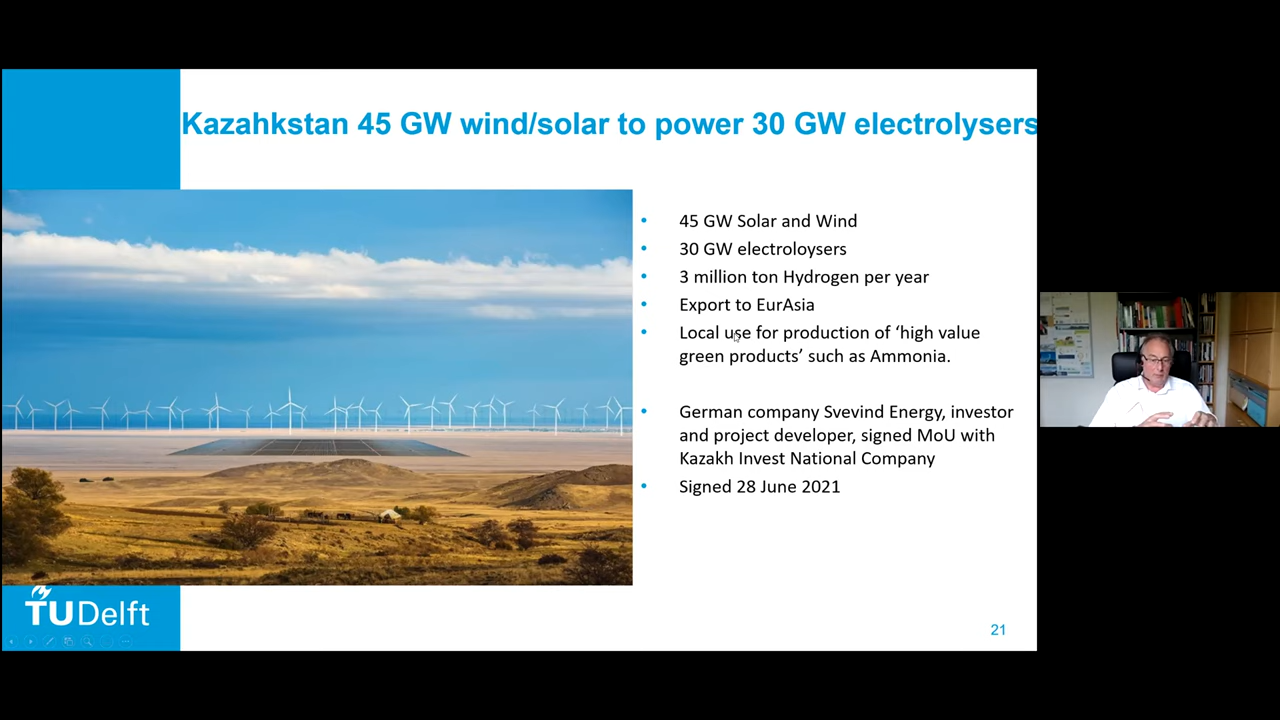 Kazahkstan 45 GW wind/solar to power 30 GW electrolysers
• 45 GW Solar and Wind
• 30 GW electroloysers
• 3 million ton Hydrogen per year
• Export to EurAsia
• Local use for production of ‘high value
green products’ such as Ammonia.
• German company Svevind Energy, investor
and project developer, signed MoU with
Kazakh Invest National Company
• Signed 28 June 2021
TUDelft
21